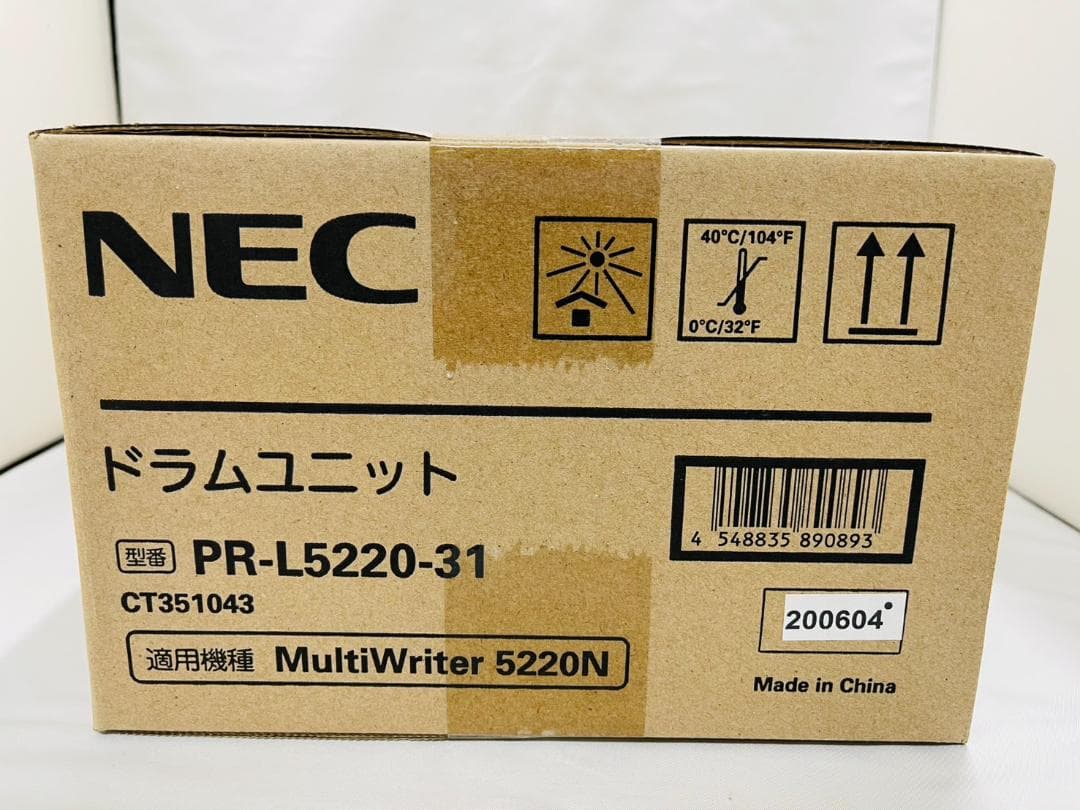 NEC
40°C/104°F
0°C/32°F
ドラムユニット
型番 PR-L5220-31
CT351043
適用機種 MultiWriter 5220N
4 548835 890893
200604
Made in China